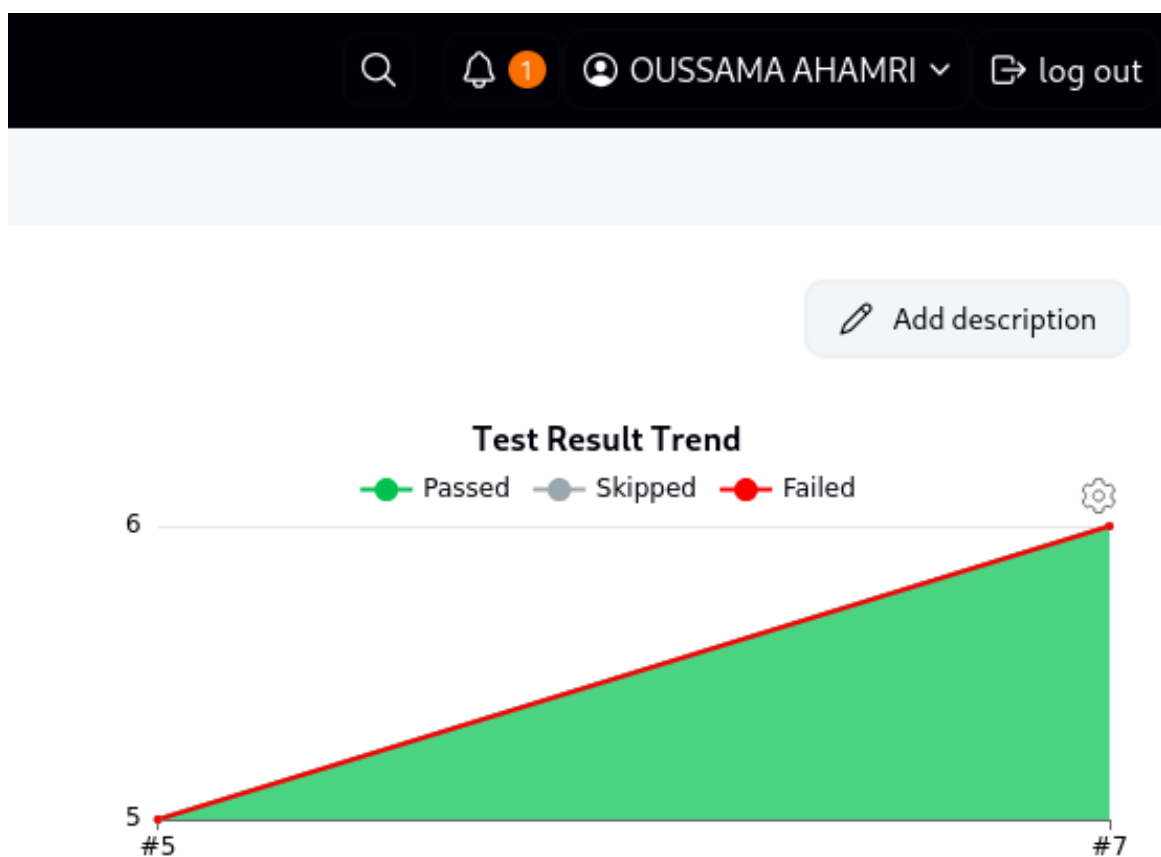 1 OUSSAMA AHAMRI log out
Add description
Test Result Trend
Passed Skipped Failed
6
5
#5 #7